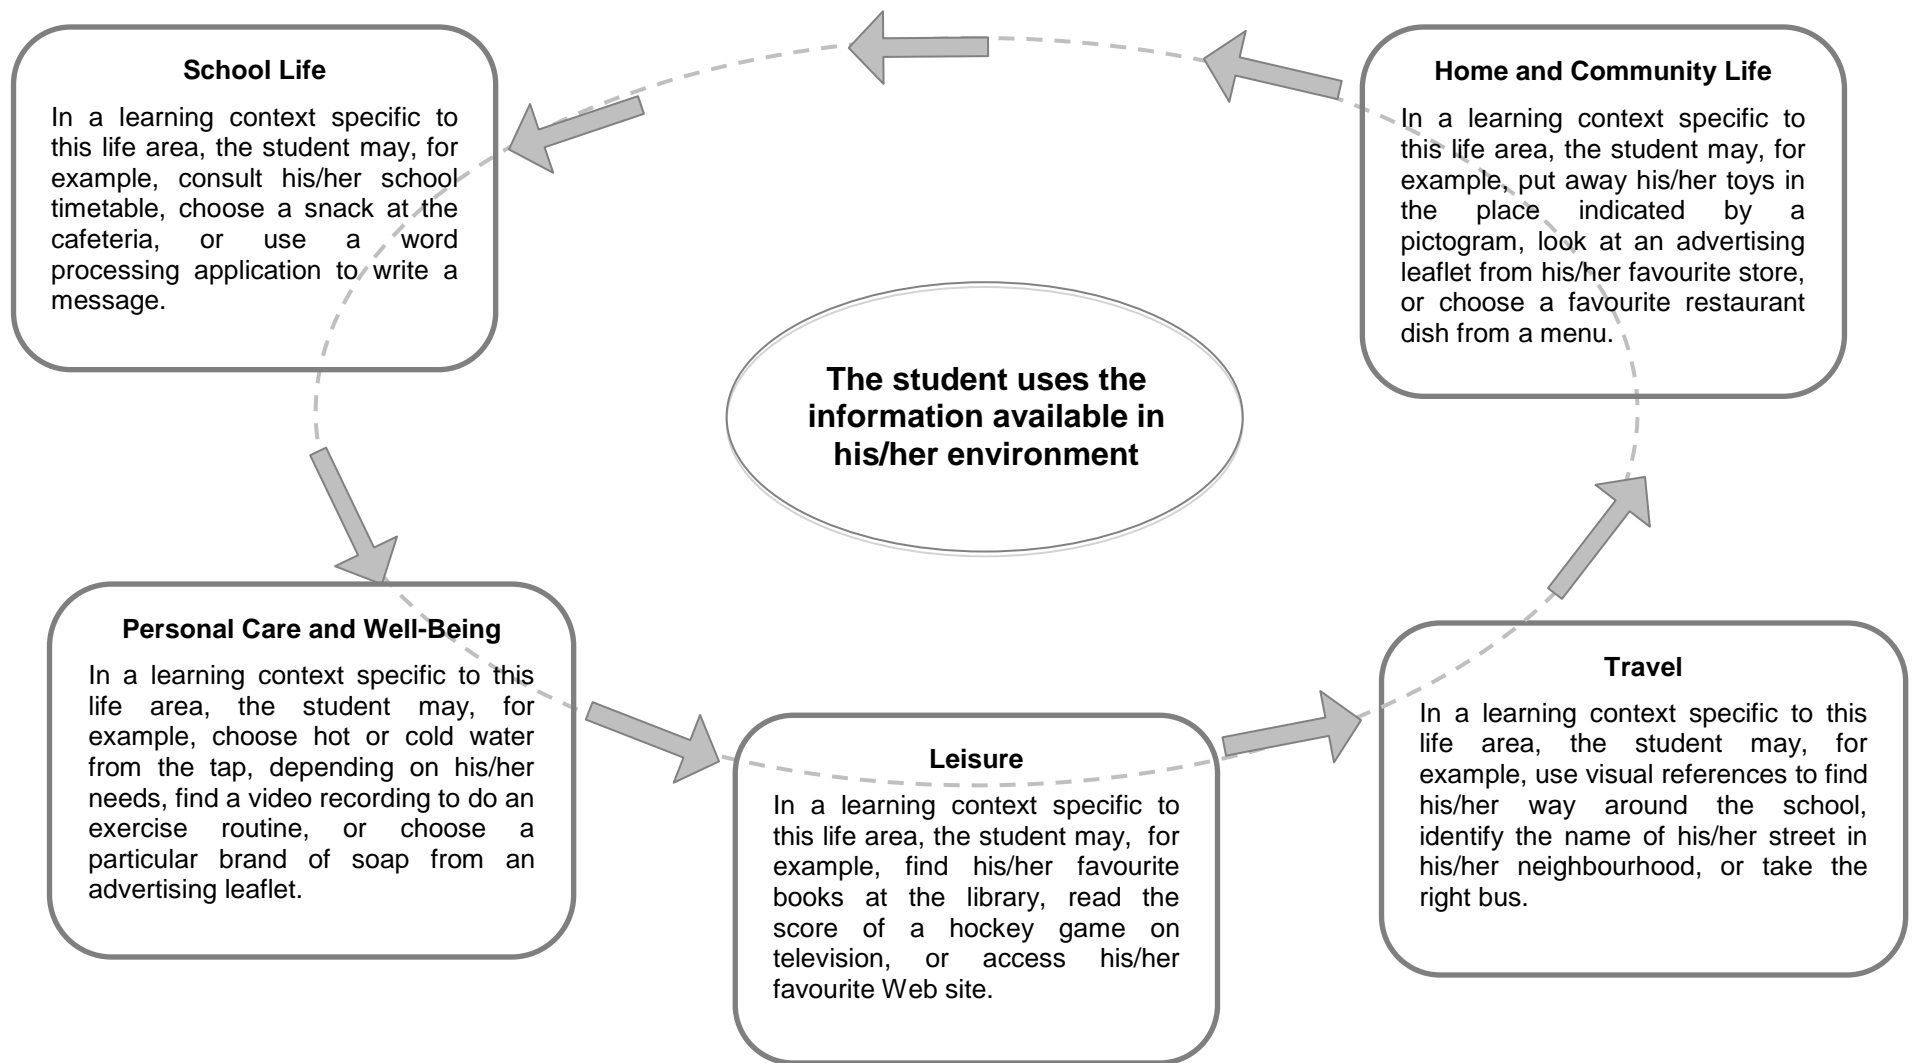 School Life
In a learning context specific to
this life area, the student may, for
example, consult his/her school
timetable, choose a snack at the
cafeteria, or use a word
processing application to write a
message.
Home and Community Life
In a learning context specific to
this life area, the student may, for
example, put away his/her toys in
the place indicated by a
pictogram, look at an advertising
leaflet from his/her favourite store,
or choose a favourite restaurant
dish from a menu.
The student uses the
information available in
his/her environment
Personal Care and Well-Being
In a learning context specific to this
life area, the student may, for
example, choose hot or cold water
from the tap, depending on his/her
needs, find a video recording to do an
exercise routine, or choose a
particular brand of soap from an
advertising leaflet.
Leisure
In a learning context specific to
this life area, the student may, for
example, find his/her favourite
books at the library, read the
score of a hockey game on
television, or access his/her
favourite Web site.
Travel
In a learning context specific to this
life area, the student may, for
example, use visual references to find
his/her way around the school,
identify the name of his/her street in
his/her neighbourhood, or take the
right bus.